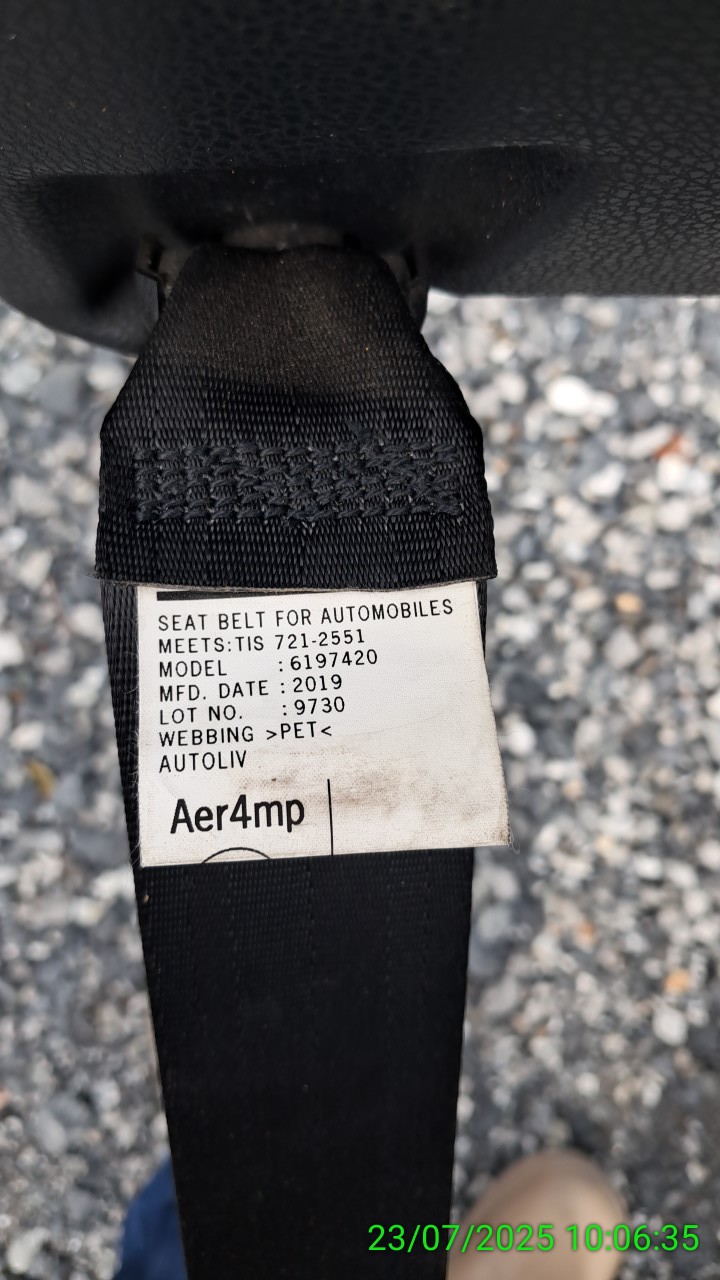 SEAT BELT FOR AUTOMOBILES
MEETS:TIS 721-2551
MODEL :6197420
MFD. DATE :2019
LOT NO. :9730
WEBBING >PET<
AUTOLIV
Aer4mp
23/07/2025 10:06:35